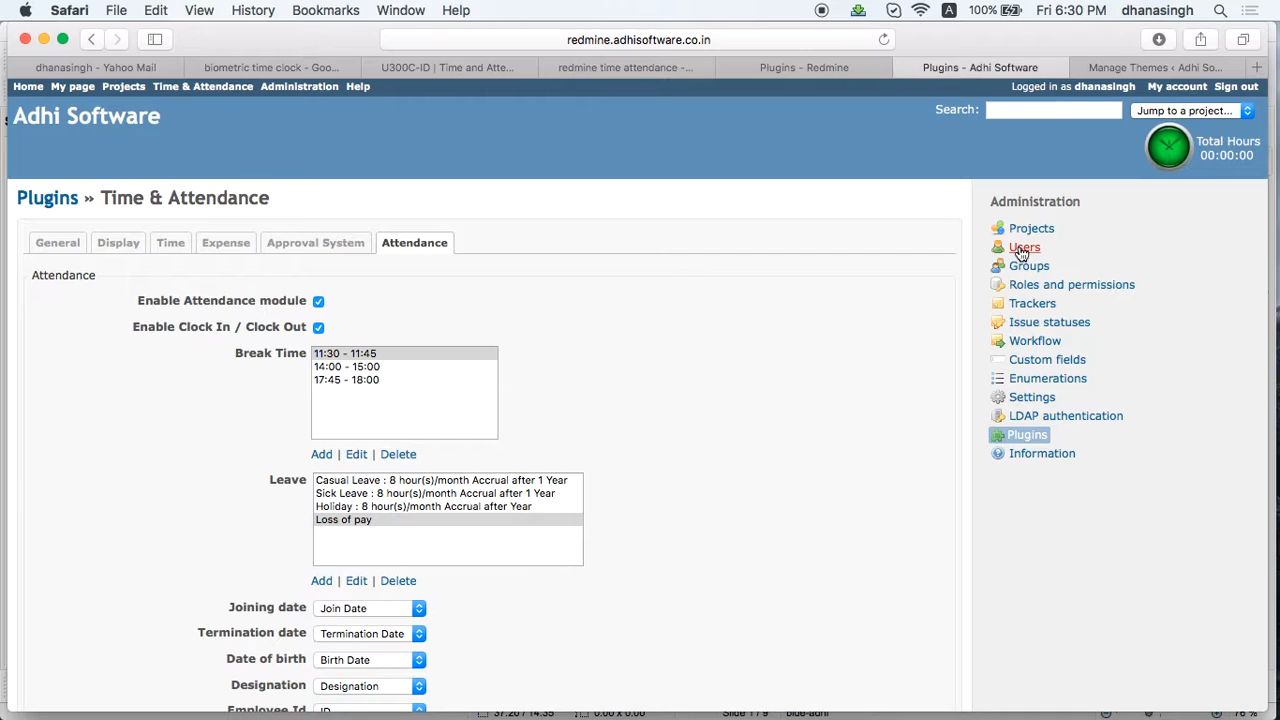 Safari File Edit View History Bookmarks Window Help 100% Fri 6:30 PM dhanasingh
redmine.adhisoftware.co.in
dhanasingh - Yahoo Mail biometric time clock - Goo... U300C-ID | Time and Atte... redmine time attendance -... Plugins - Redmine Plugins - Adhi Software Manage Themes ‹ Adhi So...
Home My page Projects Time & Attendance Administration Help Logged in as dhanasingh My account Sign out
Adhi Software
Search: Jump to a project...
Total Hours
00:00:00
Plugins » Time & Attendance
General Display Time Expense Approval System Attendance
Attendance
Enable Attendance module
Enable Clock In / Clock Out
Break Time
11:30 - 11:45
14:00 - 15:00
17:45 - 18:00
Add | Edit | Delete
Leave
Casual Leave : 8 hour(s)/month Accrual after 1 Year
Sick Leave : 8 hour(s)/month Accrual after 1 Year
Holiday : 8 hour(s)/month Accrual after Year
Loss of pay
Add | Edit | Delete
Joining date Join Date
Termination date Termination Date
Date of birth Birth Date
Designation Designation
Employee Id ID
Administration
Projects
Users
Groups
Roles and permissions
Trackers
Issue statuses
Workflow
Custom fields
Enumerations
Settings
LDAP authentication
Plugins
Information
37.20 / 14.35 0.00 x 0.00 Slide 1 / 9 blue-adhi 76 %